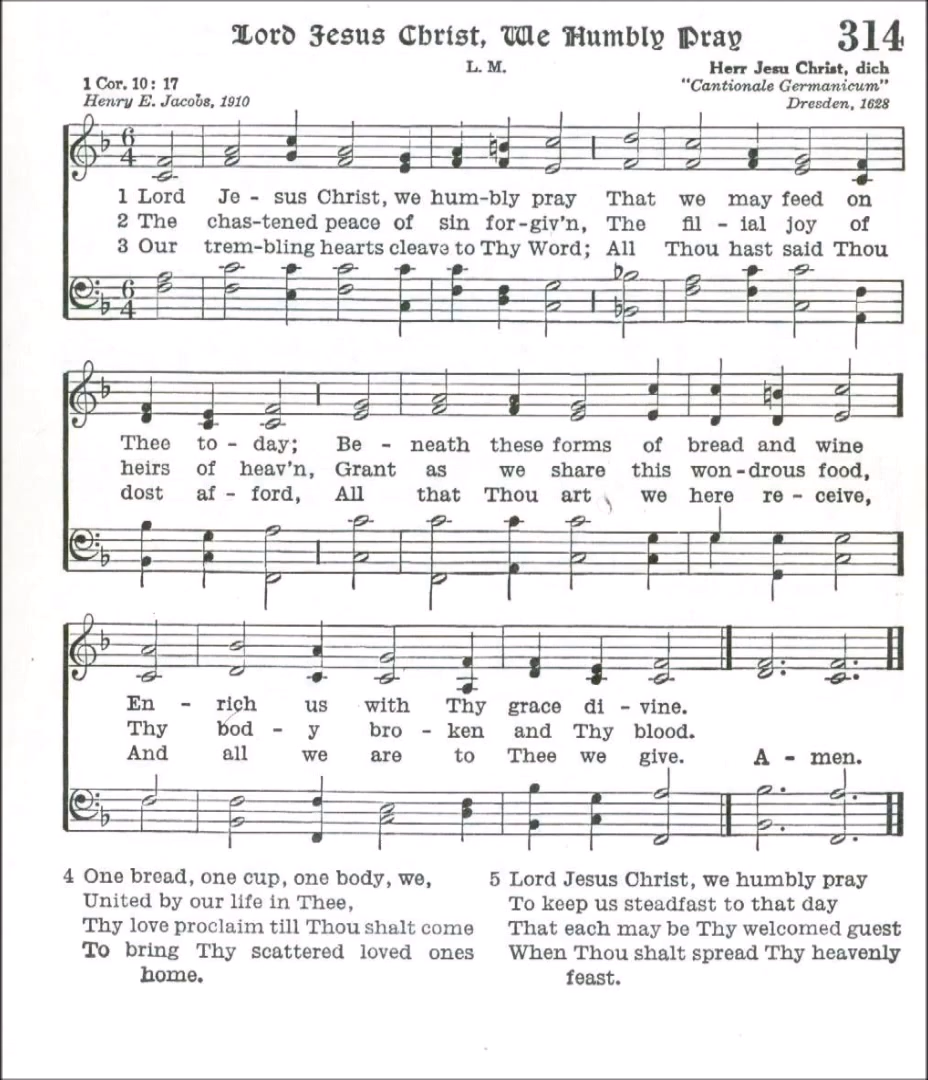 Lord Jesus Christ, We Humbly Pray 314
L. M.
1 Cor. 10: 17
Henry E. Jacobs, 1910
Herr Jesu Christ, dich
"Cantionale Germanicum"
Dresden, 1628
6 4
1 Lord Je - sus Christ, we hum-bly pray That we may feed on
2 The chas-tened peace of sin for-giv'n, The fil - ial joy of
3 Our trem-bling hearts cleave to Thy Word; All Thou hast said Thou
6 4
Thee to - day; Be - neath these forms of bread and wine
heirs of heav'n, Grant as we share this won-drous food,
dost af - ford, All that Thou art we here re - ceive,
En - rich us with Thy grace di - vine.
Thy bod - y bro - ken and Thy blood.
And all we are to Thee we give. A - men.
4 One bread, one cup, one body, we,
United by our life in Thee,
Thy love proclaim till Thou shalt come
To bring Thy scattered loved ones
home.
5 Lord Jesus Christ, we humbly pray
To keep us steadfast to that day
That each may be Thy welcomed guest
When Thou shalt spread Thy heavenly
feast.